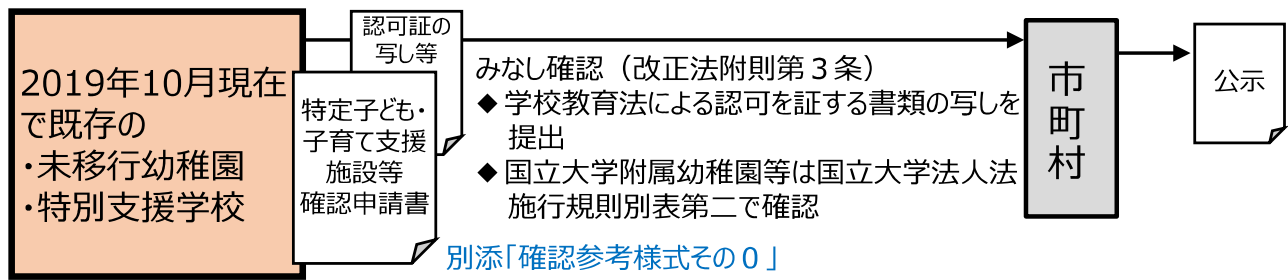 2019年10月現在
で既存の
・未移行幼稚園
・特別支援学校
認可証の
写し等
特定子ども・
子育て支援
施設等
確認申請書
みなし確認（改正法附則第３条）
◆ 学校教育法による認可を証する書類の写しを
提出
◆ 国立大学附属幼稚園等は国立大学法人法
施行規則別表第二で確認
別添「確認参考様式その０」
市
町
村
公示